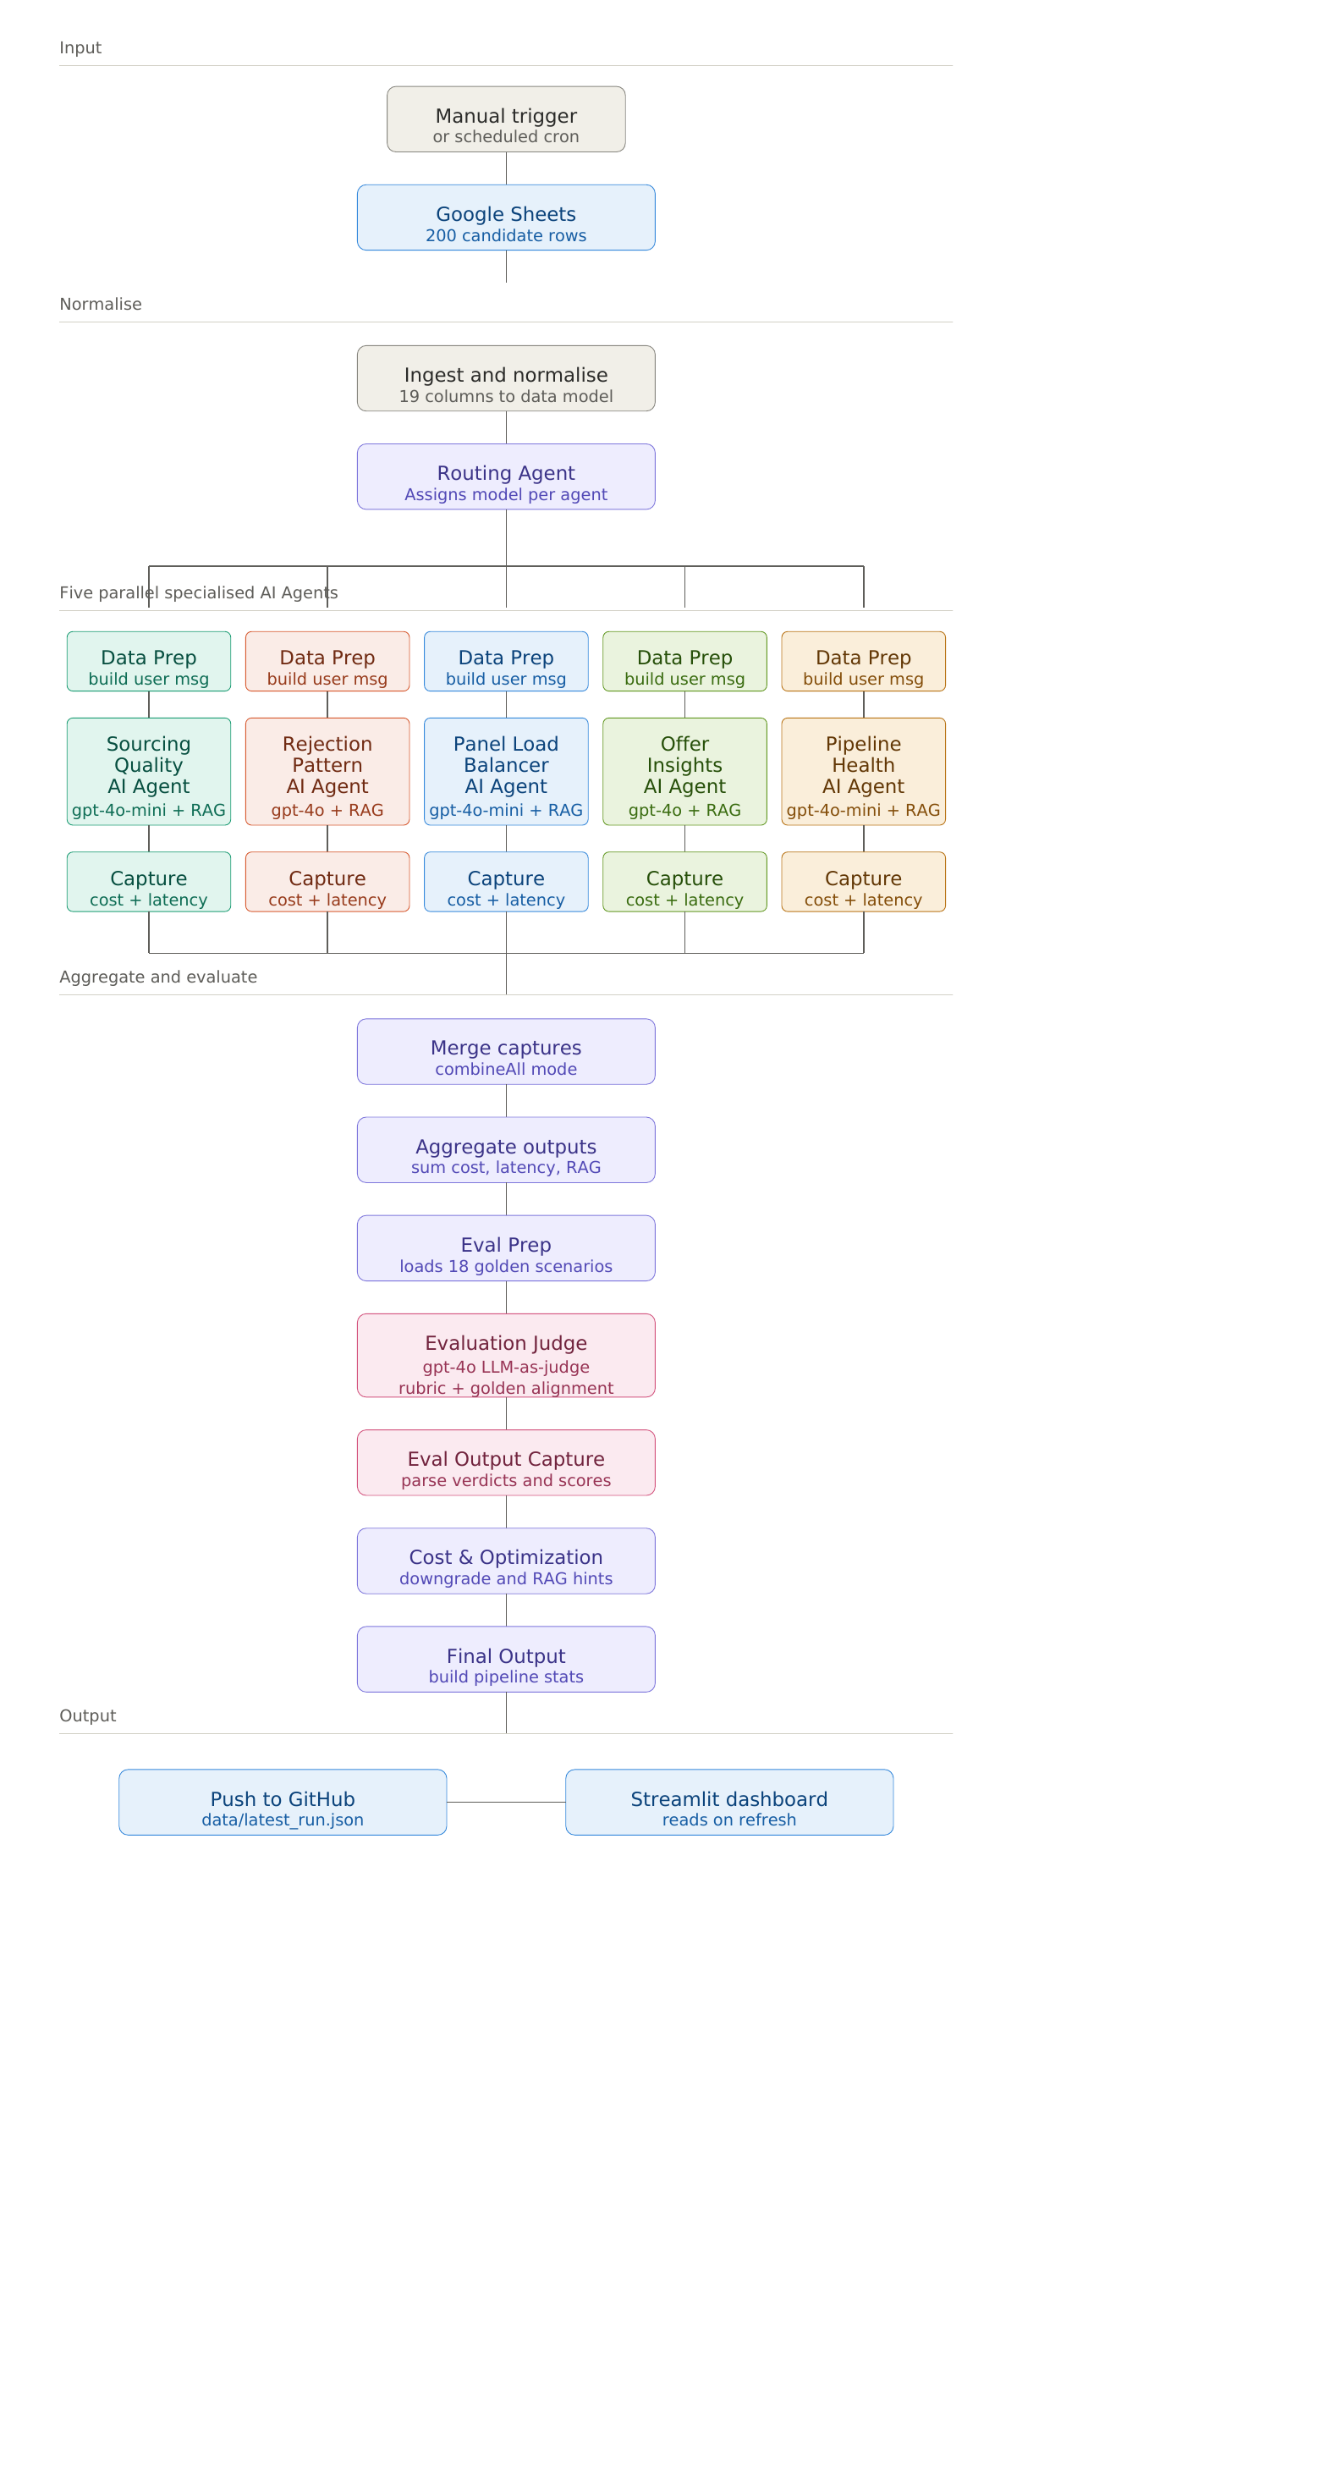 Input
Manual trigger
or scheduled cron
Google Sheets
200 candidate rows
Normalise
Ingest and normalise
19 columns to data model
Routing Agent
Assigns model per agent
Five parallel specialised AI Agents
Data Prep
build user msg
Data Prep
build user msg
Data Prep
build user msg
Data Prep
build user msg
Data Prep
build user msg
Sourcing
Quality
AI Agent
gpt-4o-mini + RAG
Rejection
Pattern
AI Agent
gpt-4o + RAG
Panel Load
Balancer
AI Agent
gpt-4o-mini + RAG
Offer
Insights
AI Agent
gpt-4o + RAG
Pipeline
Health
AI Agent
gpt-4o-mini + RAG
Capture
cost + latency
Capture
cost + latency
Capture
cost + latency
Capture
cost + latency
Capture
cost + latency
Aggregate and evaluate
Merge captures
combineAll mode
Aggregate outputs
sum cost, latency, RAG
Eval Prep
loads 18 golden scenarios
Evaluation Judge
gpt-4o LLM-as-judge
rubric + golden alignment
Eval Output Capture
parse verdicts and scores
Cost & Optimization
downgrade and RAG hints
Final Output
build pipeline stats
Output
Push to GitHub
data/latest_run.json
Streamlit dashboard
reads on refresh